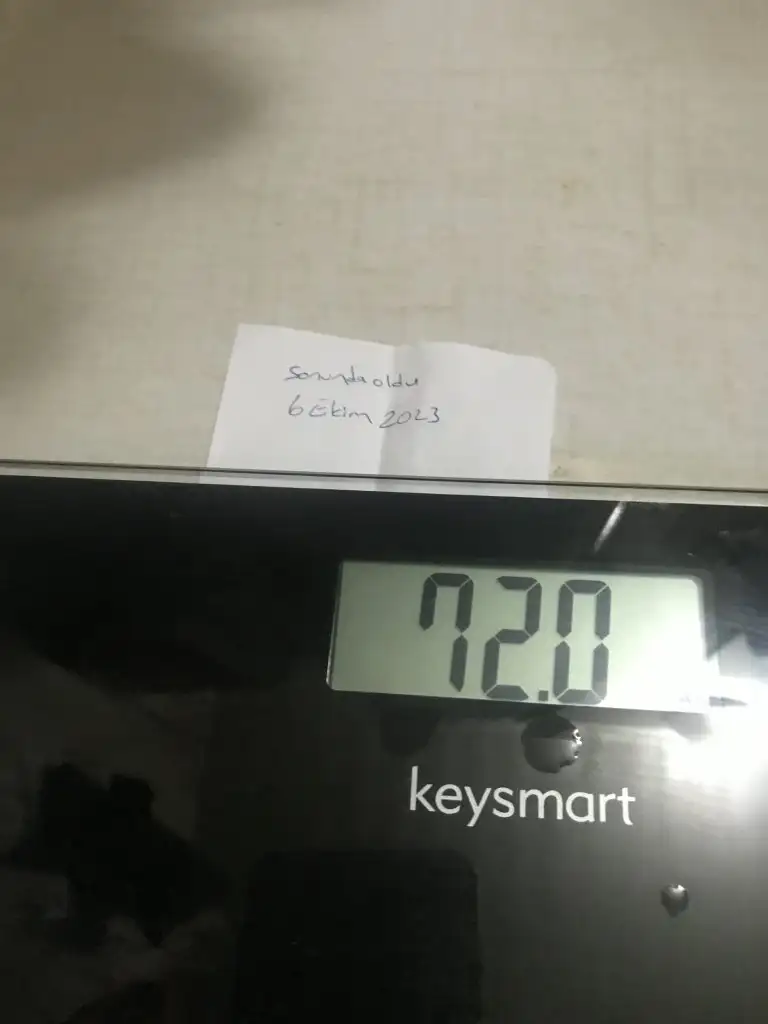 Sonunda oldu
6 Ekim 2023
72.0
keysmart